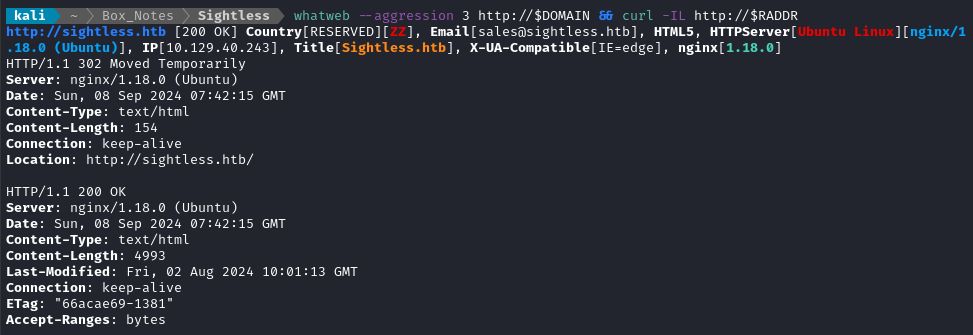 kali ~ Box_Notes Sightless whatweb --aggression 3 http://$DOMAIN && curl -IL http://$RADDR
http://sightless.htb [200 OK] Country[RESERVED][ZZ], Email[sales@sightless.htb], HTML5, HTTPServer[Ubuntu Linux][nginx/1
.18.0 (Ubuntu)], IP[10.129.40.243], Title[Sightless.htb], X-UA-Compatible[IE=edge], nginx[1.18.0]
HTTP/1.1 302 Moved Temporarily
Server: nginx/1.18.0 (Ubuntu)
Date: Sun, 08 Sep 2024 07:42:15 GMT
Content-Type: text/html
Content-Length: 154
Connection: keep-alive
Location: http://sightless.htb/
HTTP/1.1 200 OK
Server: nginx/1.18.0 (Ubuntu)
Date: Sun, 08 Sep 2024 07:42:15 GMT
Content-Type: text/html
Content-Length: 4993
Last-Modified: Fri, 02 Aug 2024 10:01:13 GMT
Connection: keep-alive
ETag: "66acae69-1381"
Accept-Ranges: bytes